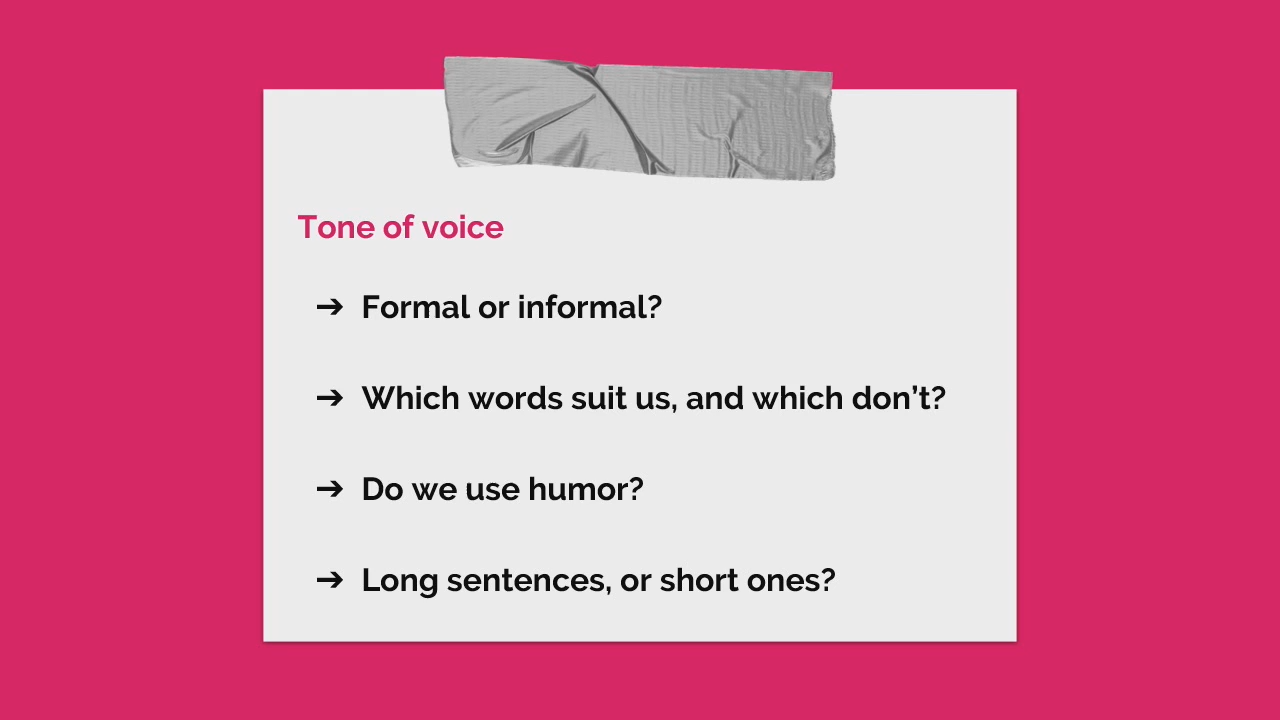 Tone of voice
➔ Formal or informal?
➔ Which words suit us, and which don’t?
➔ Do we use humor?
➔ Long sentences, or short ones?